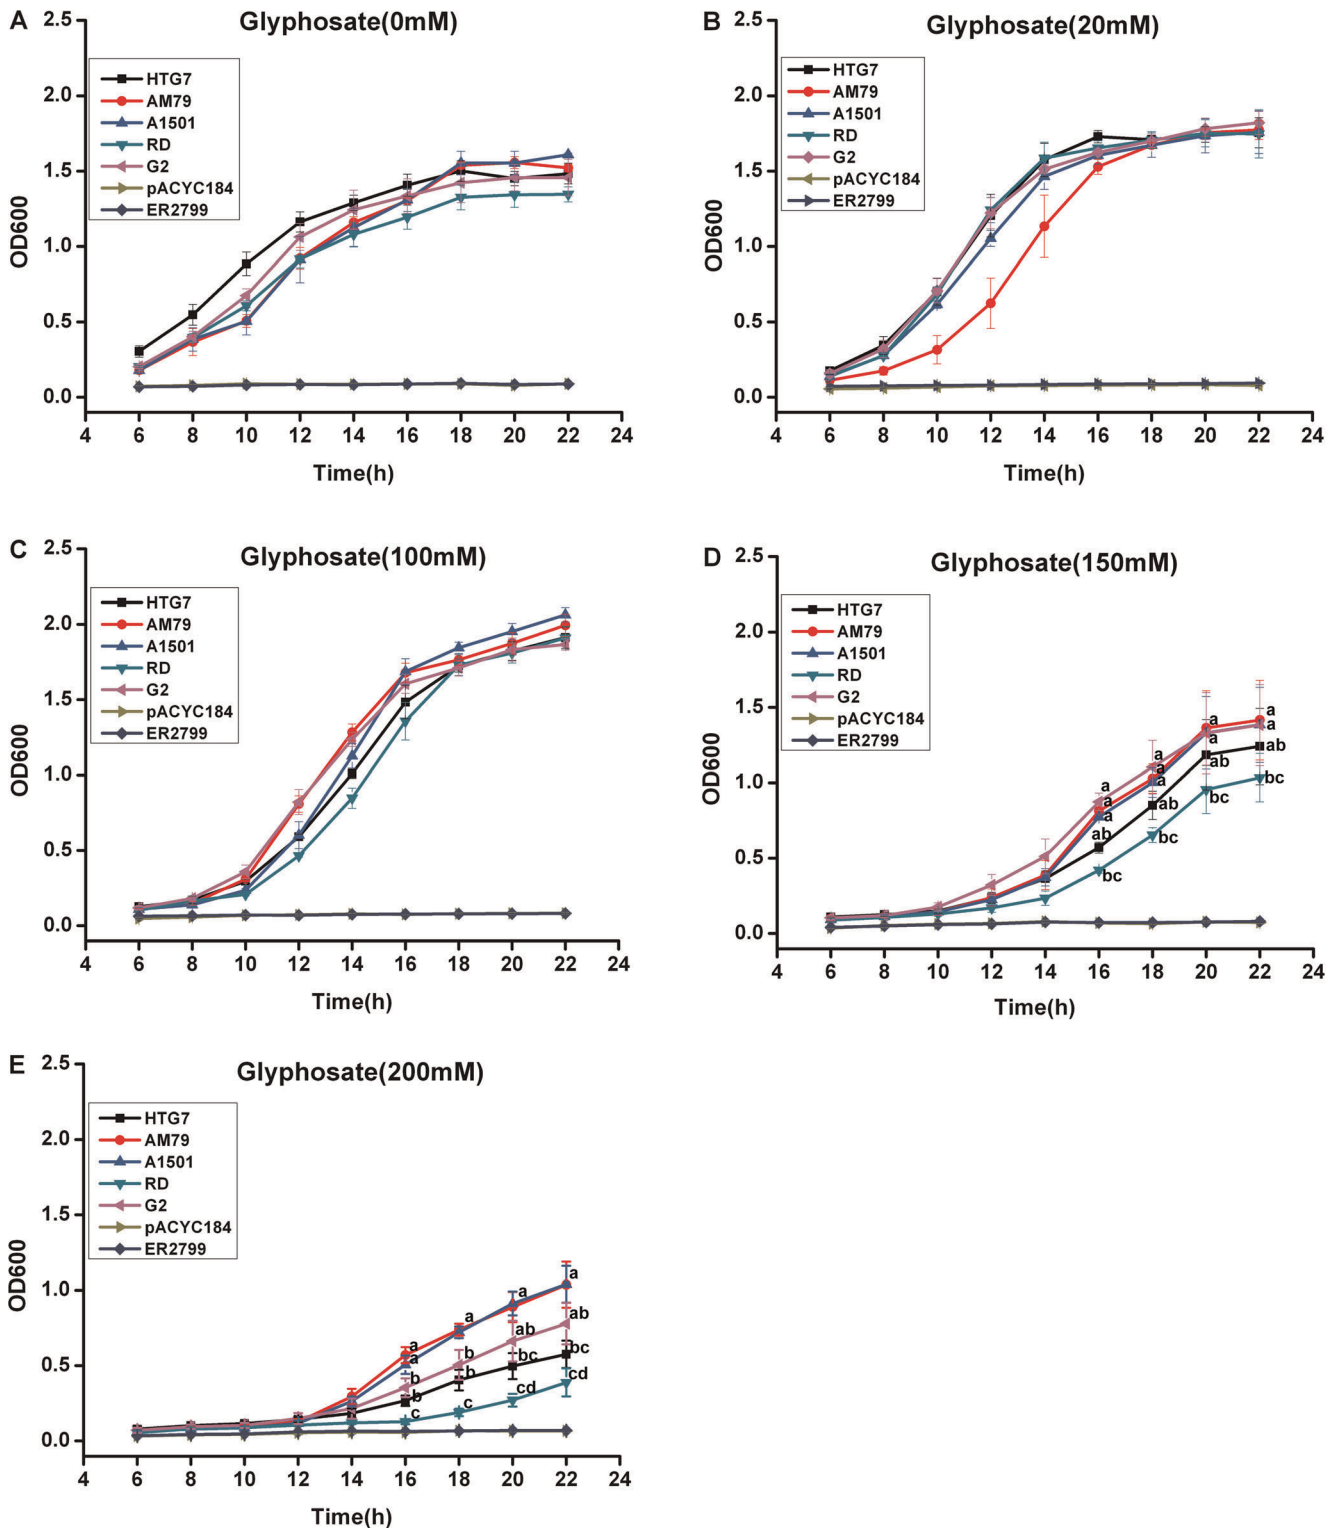 A Glyphosate(0mM)
HTG7
AM79
A1501
RD
G2
pACYC184
ER2799
OD600
2.5
2.0
1.5
1.0
0.5
0.0
4 6 8 10 12 14 16 18 20 22 24
Time(h)
B Glyphosate(20mM)
HTG7
AM79
A1501
RD
G2
pACYC184
ER2799
OD600
2.5
2.0
1.5
1.0
0.5
0.0
4 6 8 10 12 14 16 18 20 22 24
Time(h)
C Glyphosate(100mM)
HTG7
AM79
A1501
RD
G2
pACYC184
ER2799
OD600
2.5
2.0
1.5
1.0
0.5
0.0
4 6 8 10 12 14 16 18 20 22 24
Time(h)
D Glyphosate(150mM)
HTG7
AM79
A1501
RD
G2
pACYC184
ER2799
OD600
2.5
2.0
1.5
1.0
0.5
0.0
a
a
a
ab
bc
a
a
a
ab
bc
a
a
ab
bc
a
a
ab
bc
4 6 8 10 12 14 16 18 20 22 24
Time(h)
E Glyphosate(200mM)
HTG7
AM79
A1501
RD
G2
pACYC184
ER2799
OD600
2.5
2.0
1.5
1.0
0.5
0.0
a
a
b
b
c
a
b
b
c
a
ab
bc
cd
a
ab
bc
cd
4 6 8 10 12 14 16 18 20 22 24
Time(h)